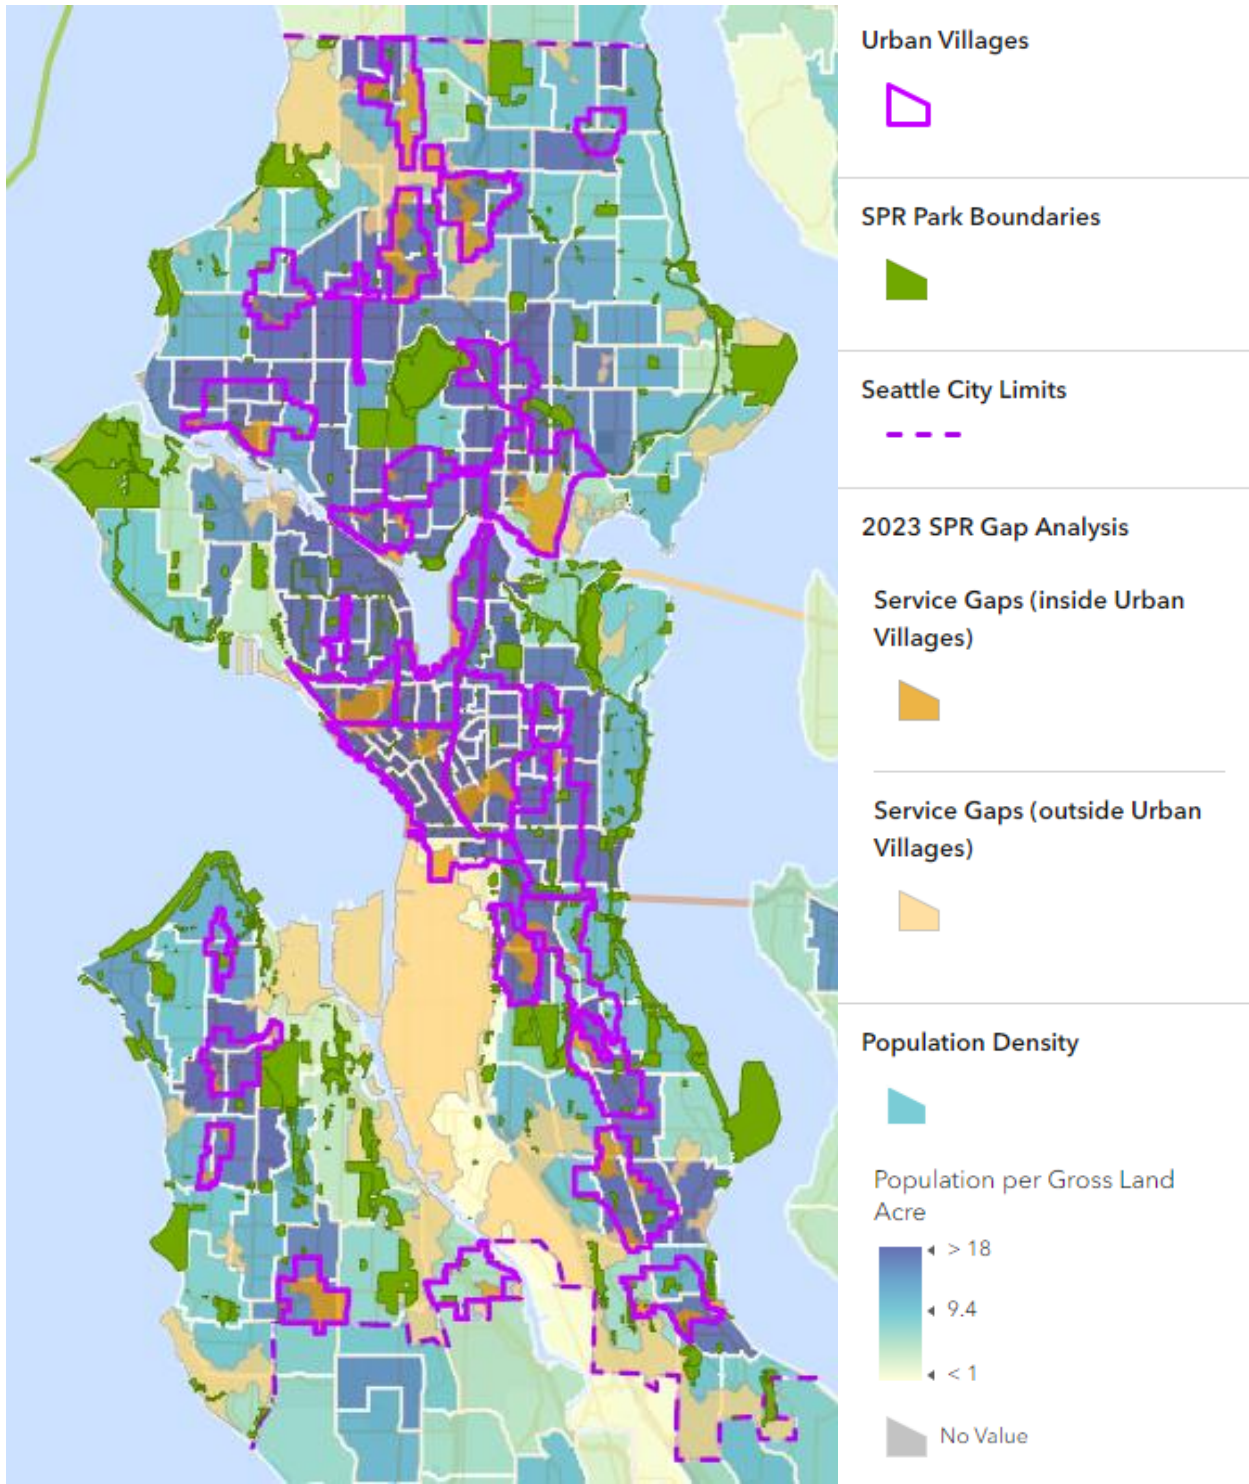 Urban Villages
SPR Park Boundaries
Seattle City Limits
2023 SPR Gap Analysis
Service Gaps (inside Urban
Villages)
Service Gaps (outside Urban
Villages)
Population Density
Population per Gross Land
Acre
> 18
9.4
< 1
No Value